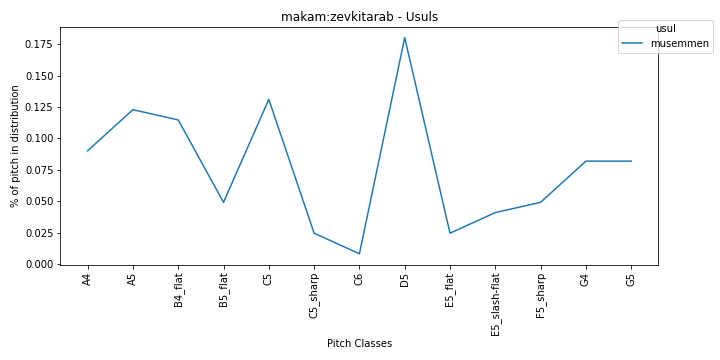 makam:zevkitarab - Usuls
usul
musemmen
% of pitch in distribution
0.175
0.150
0.125
0.100
0.075
0.050
0.025
0.000
A4
A5
B4_flat
B5_flat
C5
C5_sharp
C6
D5
E5_flat
E5_slash-flat
F5_sharp
G4
G5
Pitch Classes